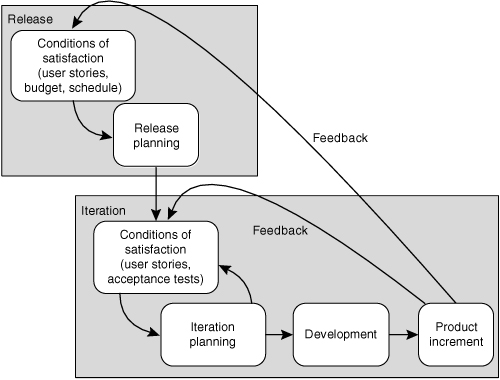 Release
Conditions of
satisfaction
(user stories,
budget, schedule)
Release
planning
Feedback
Iteration
Conditions of
satisfaction
(user stories,
acceptance tests)
Feedback
Iteration
planning
Development
Product
increment